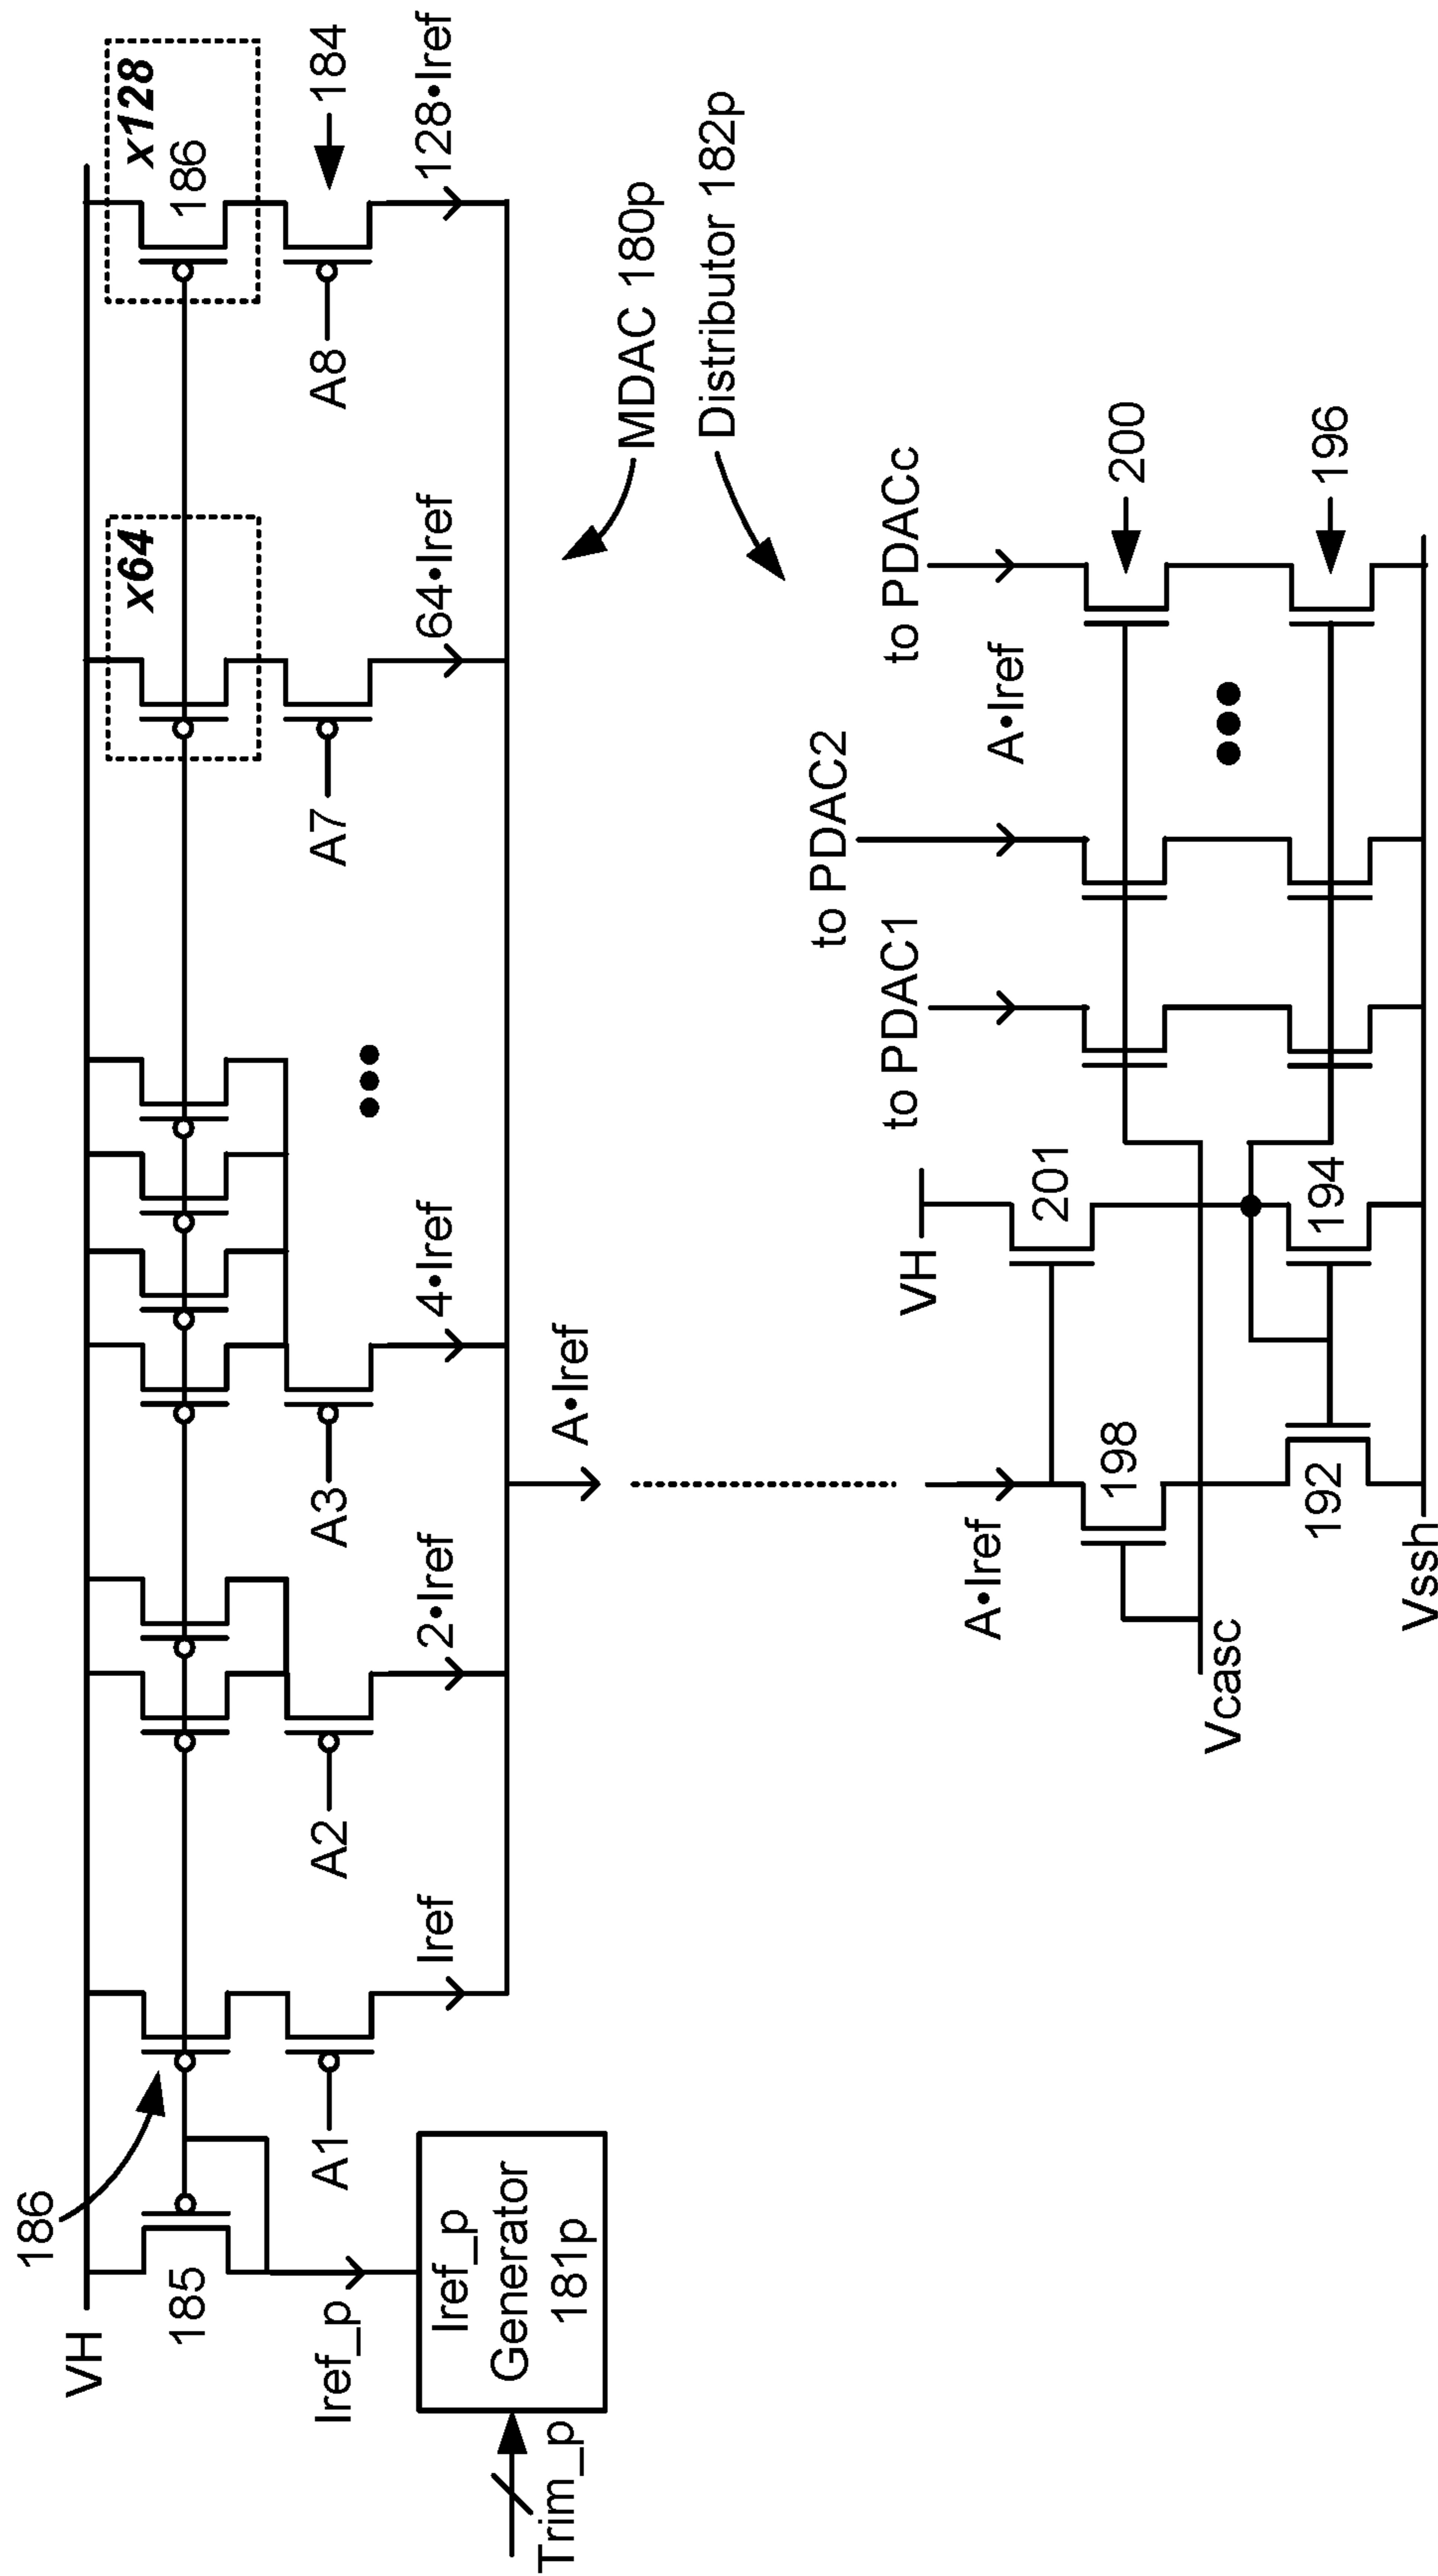 VH
186
185
Iref_p
Iref_p
Generator
181p
Trim_p
A1
Iref
A2
2•Iref
A3
4•Iref
x64
A7
64•Iref
x128
186
184
A8
128•Iref
A•Iref
MDAC 180p
Distributor 182p
A•Iref
198
192
Vcasc
Vssh
VH
201
194
to PDAC1
to PDAC2
to PDACc
A•Iref
200
196